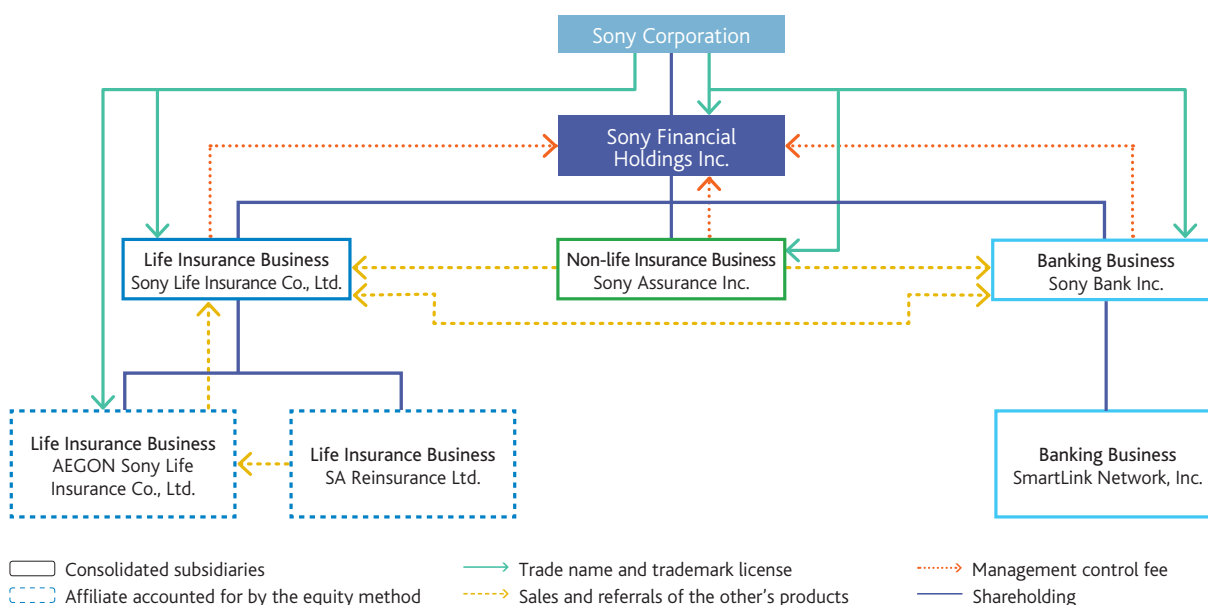 Sony Corporation
Sony Financial
Holdings Inc.
Life Insurance Business
Sony Life Insurance Co., Ltd.
Non-life Insurance Business
Sony Assurance Inc.
Banking Business
Sony Bank Inc.
Life Insurance Business
AEGON Sony Life
Insurance Co., Ltd.
Life Insurance Business
SA Reinsurance Ltd.
Banking Business
SmartLink Network, Inc.
Consolidated subsidiaries
Affiliate accounted for by the equity method
Trade name and trademark license
Sales and referrals of the other’s products
Management control fee
Shareholding